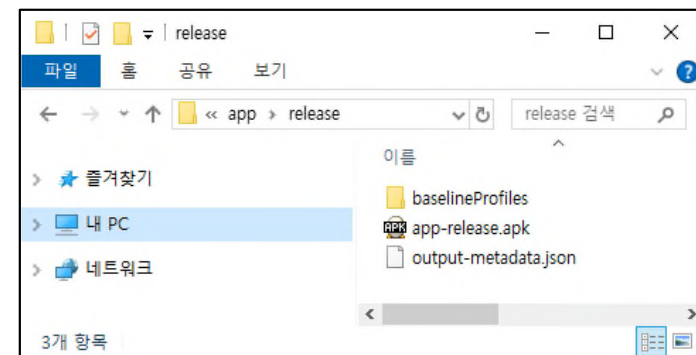 release
파일 홈 공유 보기
« app › release
release 검색
이름
즐겨찾기
baselineProfiles
내 PC
APK app-release.apk
네트워크
output-metadata.json
3개 항목